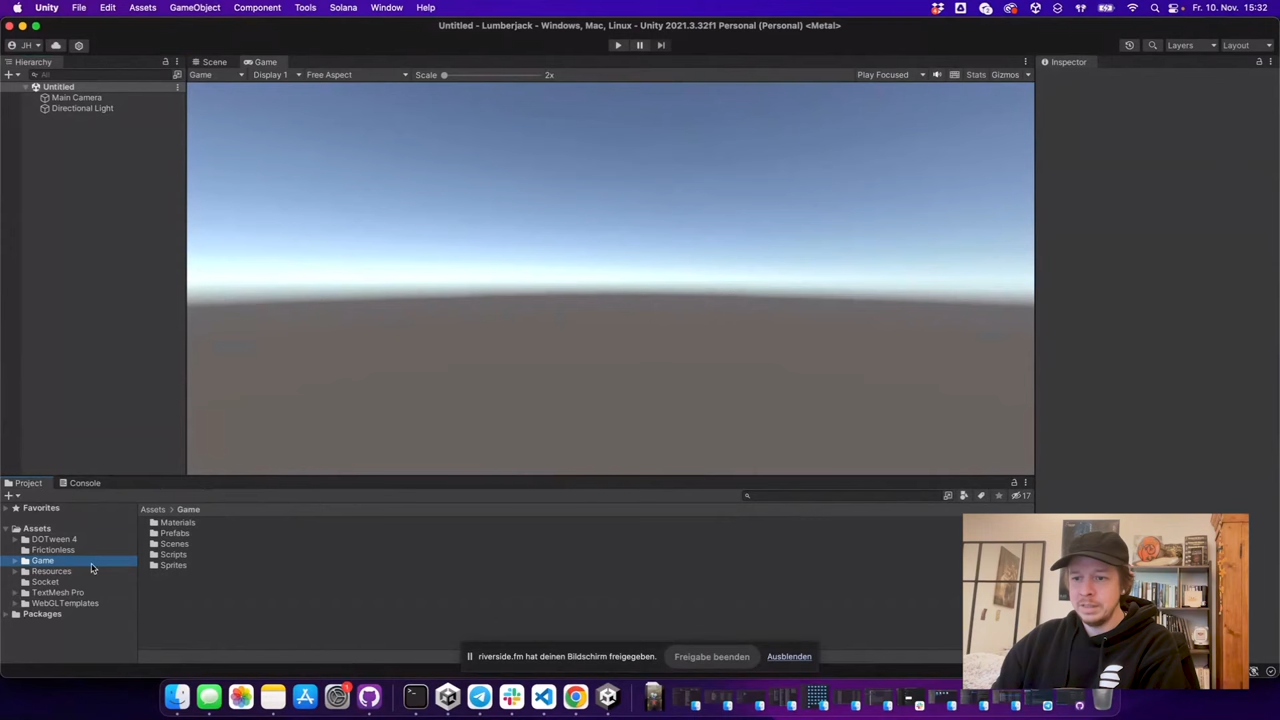 Unity File Edit Assets GameObject Component Tools Solana Window Help Fr. 10. Nov. 15:32
Untitled - Lumberjack - Windows, Mac, Linux - Unity 2021.3.32f1 Personal (Personal) <Metal>
JH Layers Layout
Hierarchy Scene Game Inspector
All Game Display 1 Free Aspect Scale 2x Play Focused Stats Gizmos
Untitled
Main Camera
Directional Light
Project Console
17
Favorites
Assets > Game
Assets
DOTween 4
Frictionless
Game
Resources
Socket
TextMesh Pro
WebGLTemplates
Packages
Materials
Prefabs
Scenes
Scripts
Sprites
riverside.fm hat deinen Bildschirm freigegeben. Freigabe beenden Ausblenden